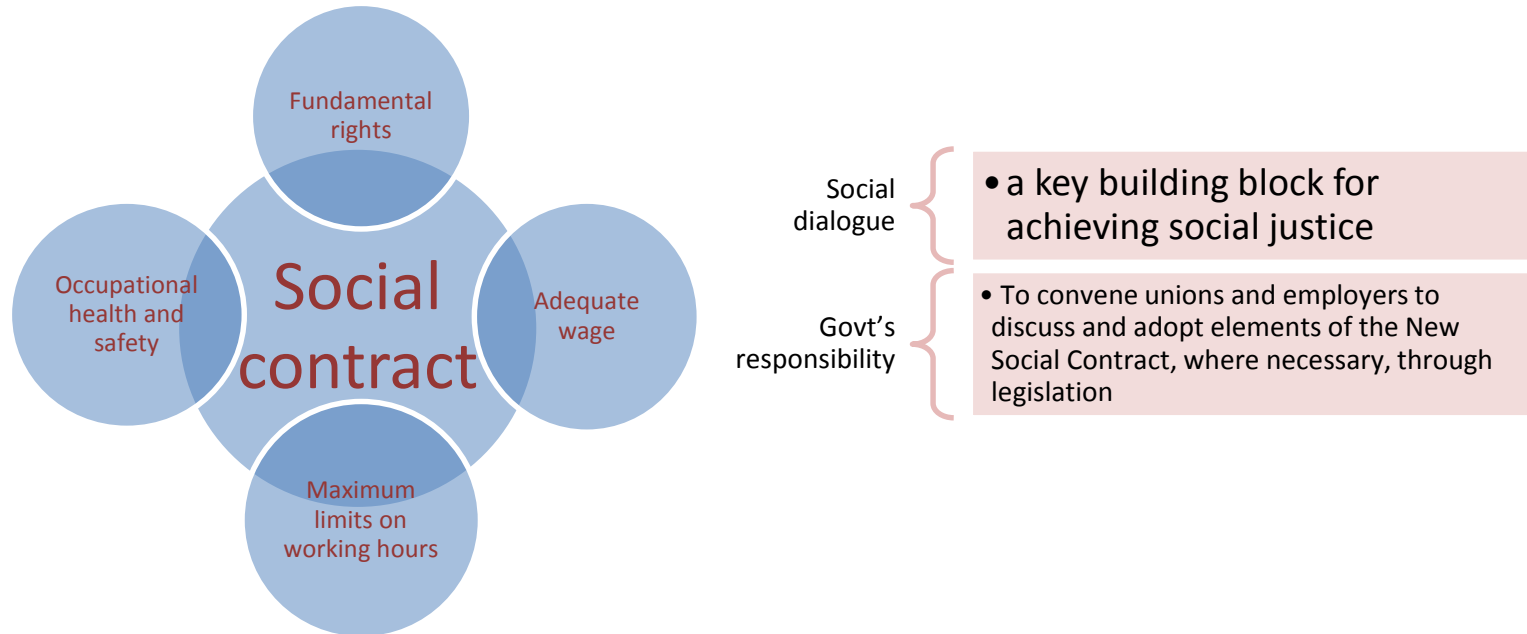 Fundamental
rights
Occupational
health and
safety
Social
contract
Adequate
wage
Maximum
limits on
working hours
Social
dialogue
• a key building block for
achieving social justice
Govt's
responsibility
• To convene unions and employers to
discuss and adopt elements of the New
Social Contract, where necessary, through
legislation